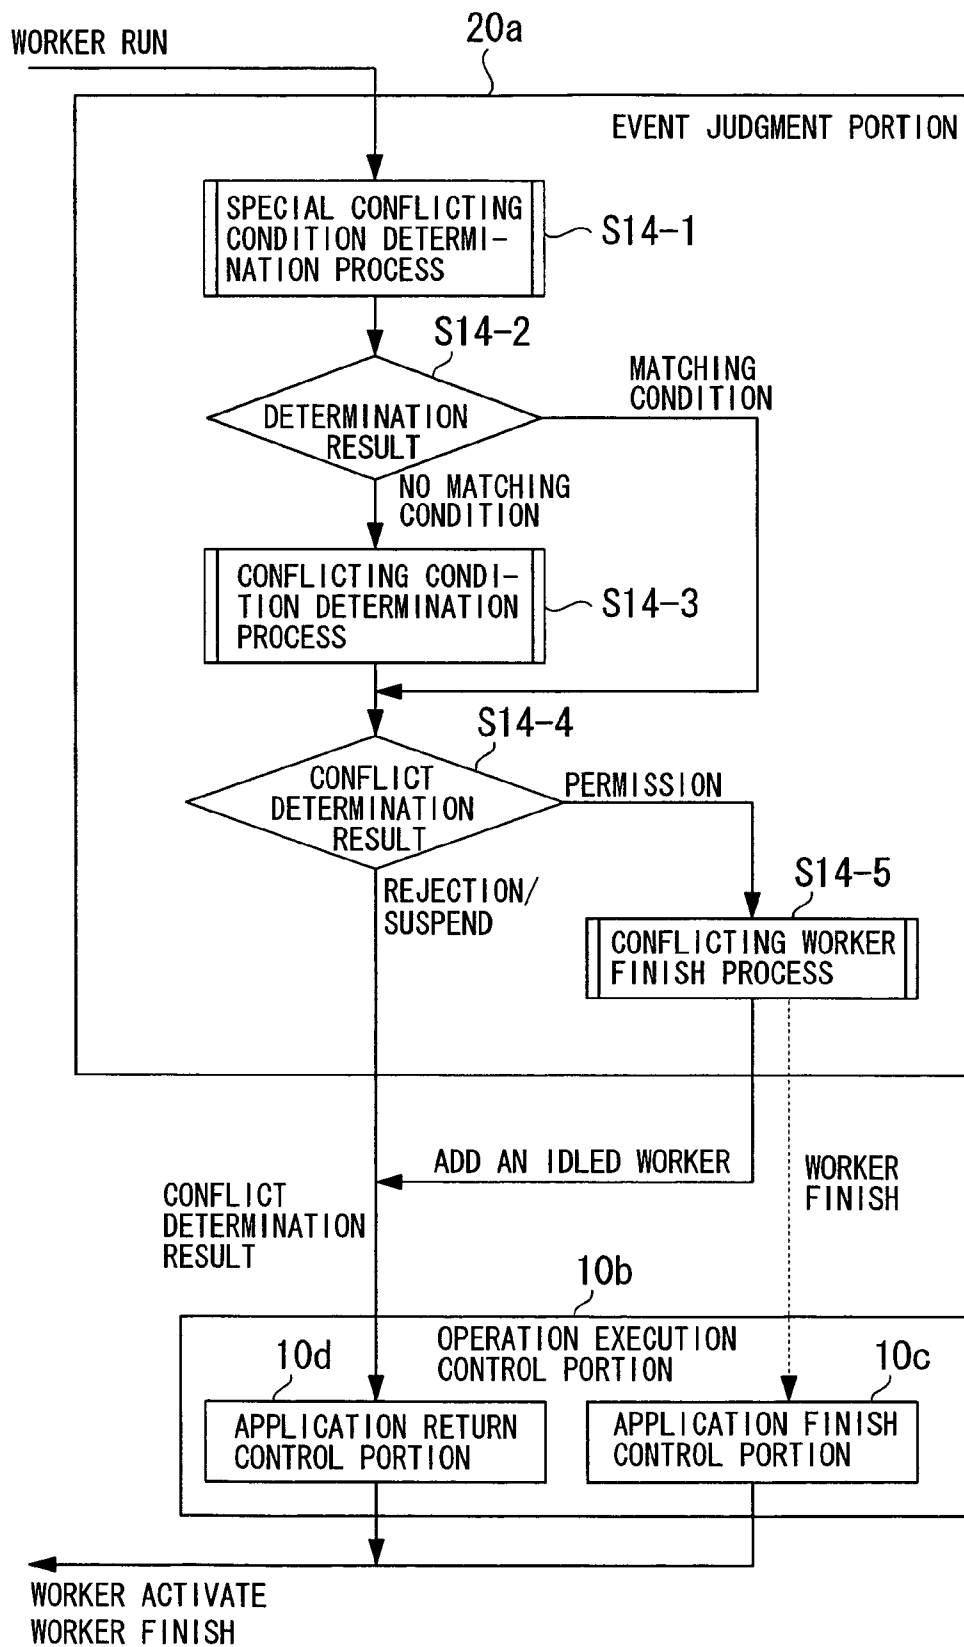 20a
WORKER RUN
EVENT JUDGMENT PORTION
SPECIAL CONFLICTING
CONDITION DETERMI-
NATION PROCESS
S14-1
S14-2
MATCHING
CONDITION
DETERMINATION
RESULT
NO MATCHING
CONDITION
CONFLICTING CONDI-
TION DETERMINATION
PROCESS
S14-3
S14-4
CONFLICT
DETERMINATION
RESULT
PERMISSION
REJECTION/
SUSPEND
S14-5
CONFLICTING WORKER
FINISH PROCESS
ADD AN IDLED WORKER
WORKER
FINISH
CONFLICT
DETERMINATION
RESULT
10b
OPERATION EXECUTION
CONTROL PORTION
10d
10c
APPLICATION RETURN
CONTROL PORTION
APPLICATION FINISH
CONTROL PORTION
WORKER ACTIVATE
WORKER FINISH